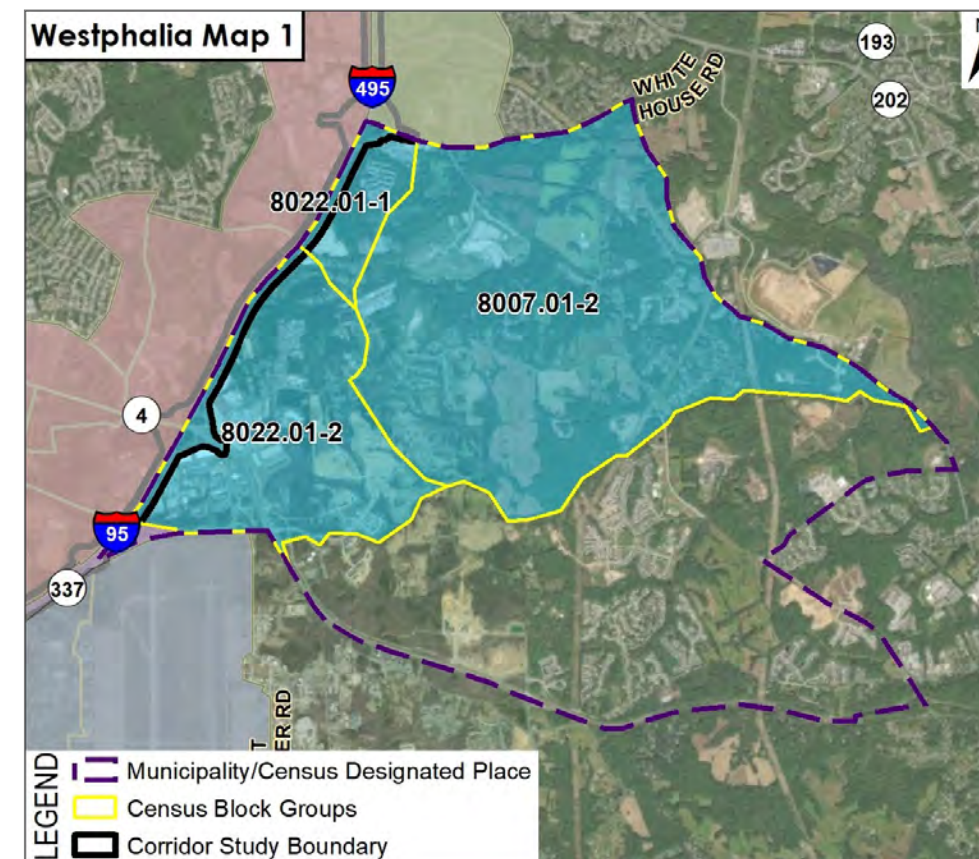 Westphalia Map 1
193
495
WHITE
HOUSE RD
202
8022.01-1
8007.01-2
4
8022.01-2
95
337
T
ER RD
LEGEND
Municipality/Census Designated Place
Census Block Groups
Corridor Study Boundary